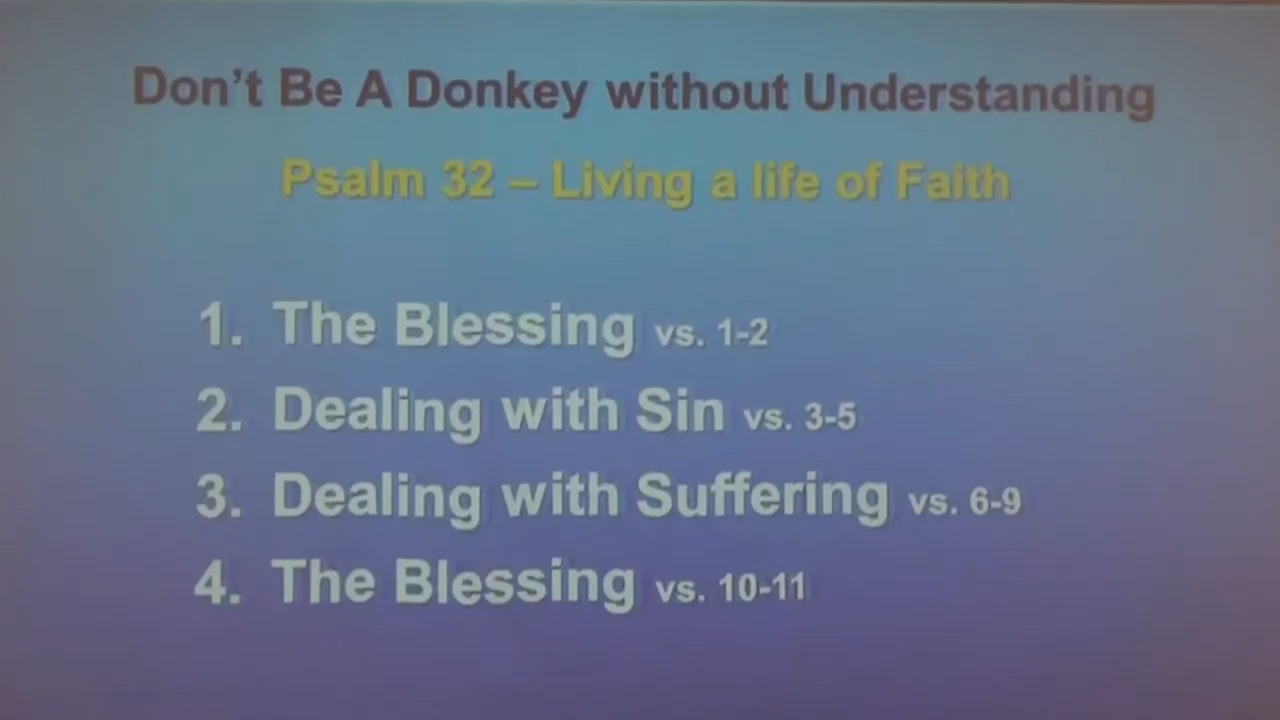 Don't Be A Donkey without Understanding
Psalm 32 – Living a life of Faith
1. The Blessing vs. 1-2
2. Dealing with Sin vs. 3-5
3. Dealing with Suffering vs. 6-9
4. The Blessing vs. 10-11